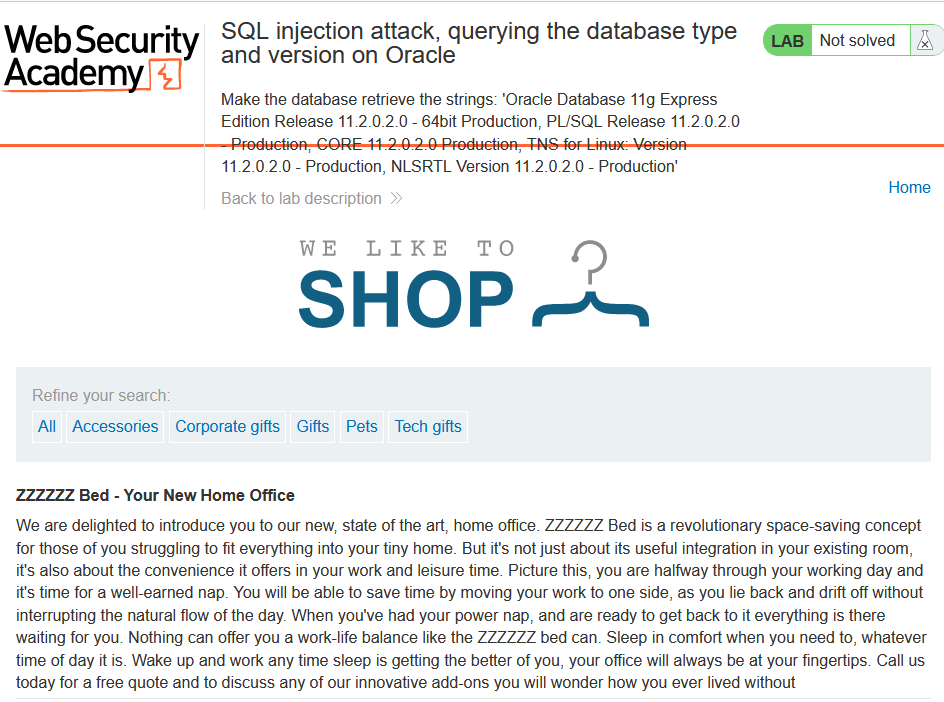 Web Security
Academy
SQL injection attack, querying the database type
and version on Oracle
LAB Not solved
Make the database retrieve the strings: 'Oracle Database 11g Express
Edition Release 11.2.0.2.0 - 64bit Production, PL/SQL Release 11.2.0.2.0
- Production, CORE 11.2.0.2.0 Production, TNS for Linux: Version
11.2.0.2.0 - Production, NLSRTL Version 11.2.0.2.0 - Production'
Back to lab description
Home
WE LIKE TO
SHOP
Refine your search:
All Accessories Corporate gifts Gifts Pets Tech gifts
ZZZZZZ Bed - Your New Home Office
We are delighted to introduce you to our new, state of the art, home office. ZZZZZZ Bed is a revolutionary space-saving concept
for those of you struggling to fit everything into your tiny home. But it's not just about its useful integration in your existing room,
it's also about the convenience it offers in your work and leisure time. Picture this, you are halfway through your working day and
it's time for a well-earned nap. You will be able to save time by moving your work to one side, as you lie back and drift off without
interrupting the natural flow of the day. When you've had your power nap, and are ready to get back to it everything is there
waiting for you. Nothing can offer you a work-life balance like the ZZZZZZ bed can. Sleep in comfort when you need to, whatever
time of day it is. Wake up and work any time sleep is getting the better of you, your office will always be at your fingertips. Call us
today for a free quote and to discuss any of our innovative add-ons you will wonder how you ever lived without